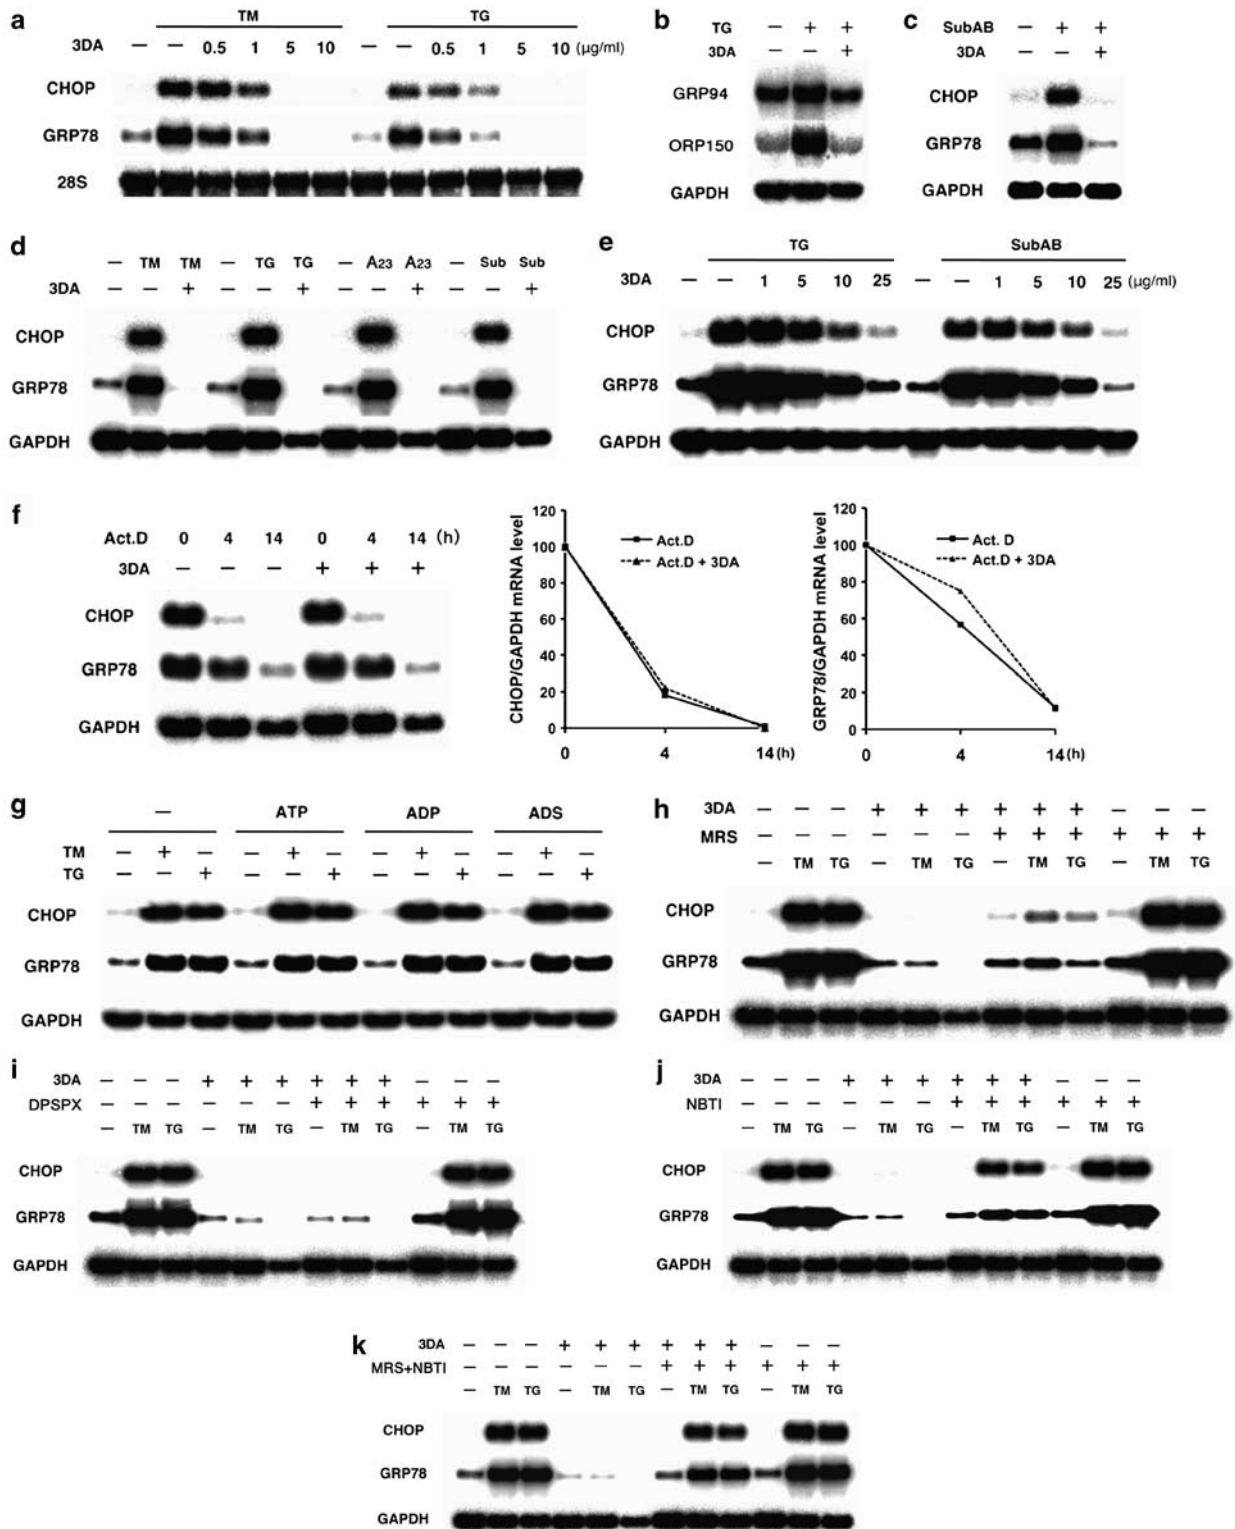 a
TM TG
3DA — — 0.5 1 5 10 — — 0.5 1 5 10 (μg/ml)
CHOP
GRP78
28S
b
TG — + +
3DA — — +
GRP94
ORP150
GAPDH
c
SubAB — + +
3DA — — +
CHOP
GRP78
GAPDH
d
— TM TM — TG TG — A23 A23 — Sub Sub
3DA — — + — — + — — + — — +
CHOP
GRP78
GAPDH
e
TG SubAB
3DA — — 1 5 10 25 — — 1 5 10 25 (μg/ml)
CHOP
GRP78
GAPDH
f
Act.D 0 4 14 0 4 14 (h)
3DA — — — + + +
CHOP
GRP78
GAPDH
CHOP/GAPDH mRNA level
120
100
80
60
40
20
0
0 4 14 (h)
Act.D
Act.D + 3DA
GRP78/GAPDH mRNA level
120
100
80
60
40
20
0
0 4 14 (h)
Act. D
Act.D + 3DA
g
— ATP ADP ADS
TM — + — — + — — + — — + —
TG — — + — — + — — + — — +
CHOP
GRP78
GAPDH
h
3DA — — — + + + + + + — — —
MRS — — — — — — + + + + + +
— TM TG — TM TG — TM TG — TM TG
CHOP
GRP78
GAPDH
i
3DA — — — + + + + + + — — —
DPSPX — — — — — — + + + + + +
— TM TG — TM TG — TM TG — TM TG
CHOP
GRP78
GAPDH
j
3DA — — — + + + + + + — — —
NBTI — — — — — — + + + + + +
— TM TG — TM TG — TM TG — TM TG
CHOP
GRP78
GAPDH
k
3DA — — — + + + + + + — — —
MRS+NBTI — — — — — — + + + + + +
— TM TG — TM TG — TM TG — TM TG
CHOP
GRP78
GAPDH